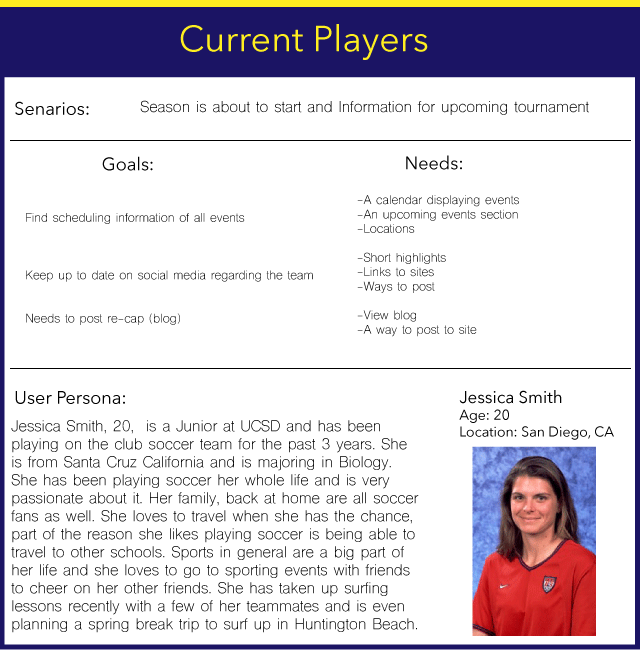 Current Players
Senarios:
Season is about to start and Information for upcoming tournament
Goals:
Needs:
Find scheduling information of all events
-A calendar displaying events
-An upcoming events section
-Locations
Keep up to date on social media regarding the team
-Short highlights
-Links to sites
-Ways to post
Needs to post re-cap (blog)
-View blog
-A way to post to site
User Persona:
Jessica Smith, 20, is a Junior at UCSD and has been
playing on the club soccer team for the past 3 years. She
is from Santa Cruz California and is majoring in Biology.
She has been playing soccer her whole life and is very
passionate about it. Her family, back at home are all soccer
fans as well. She loves to travel when she has the chance,
part of the reason she likes playing soccer is being able to
travel to other schools. Sports in general are a big part of
her life and she loves to go to sporting events with friends
to cheer on her other friends. She has taken up surfing
lessons recently with a few of her teammates and is even
planning a spring break trip to surf up in Huntington Beach.
Jessica Smith
Age: 20
Location: San Diego, CA